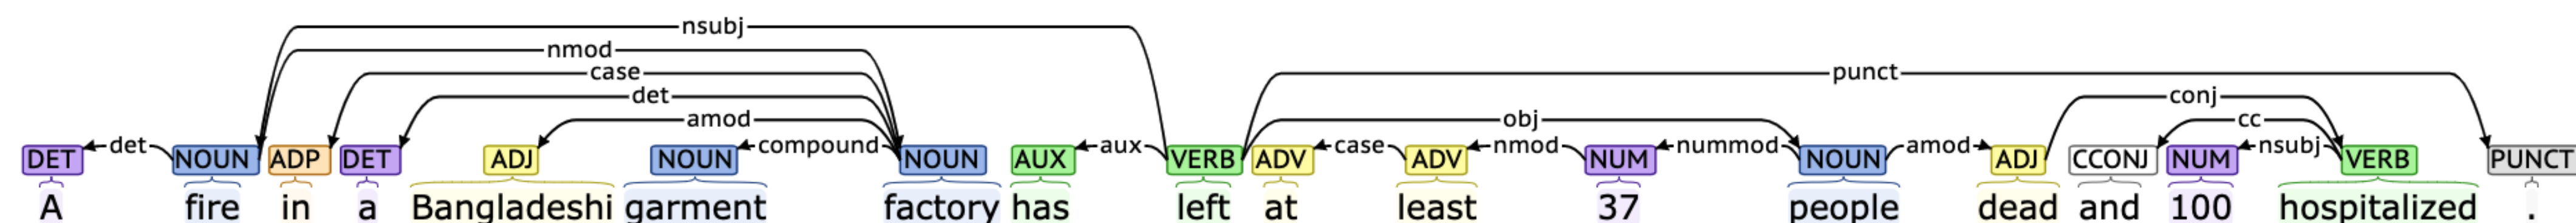 nsubj
nmod
case punct
det conj
amod obj cc
DET det NOUN ADP DET ADJ NOUN compound NOUN AUX aux VERB ADV case ADV nmod NUM nummod NOUN amod ADJ CCONJ NUM nsubj VERB PUNCT
A fire in a Bangladeshi garment factory has left at least 37 people dead and 100 hospitalized .